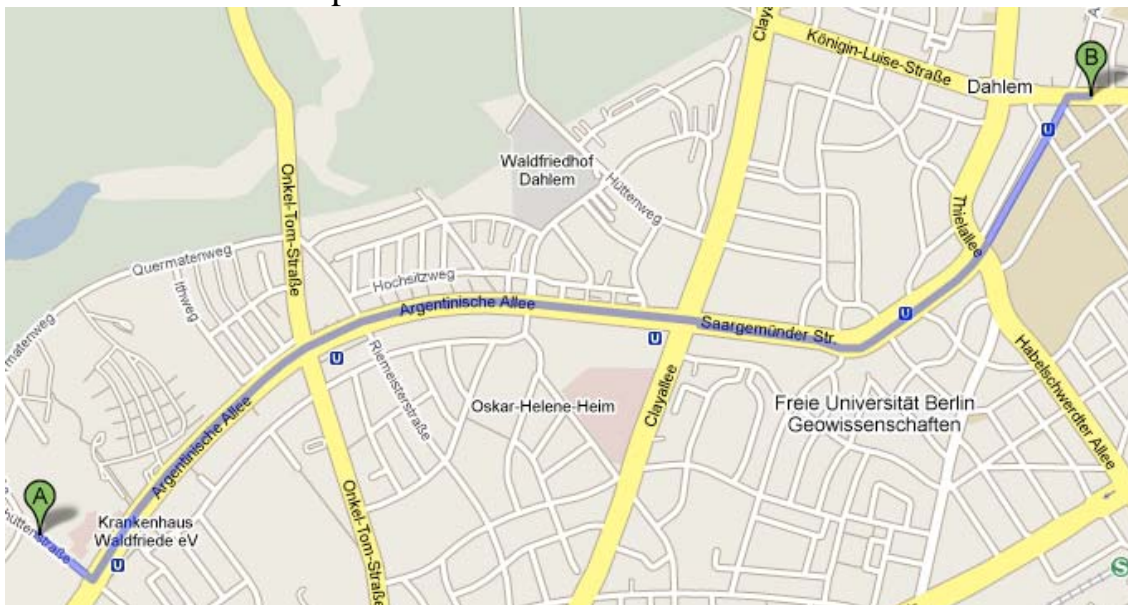 Königin-Luise-Straße
B
Dahlem
Onkel-Tom-Straße
Waldfriedhof
Dahlem
Hüttenweg
U
Thielallee
Quermatenweg
Ithweg
Hochsitzweg
Argentinische Allee
Saargemünder Str.
U
U
U
Riemeisterstraße
Oskar-Helene-Heim
Clayallee
Habelschwerdter Allee
Freie Universität Berlin
Geowissenschaften
Argentinische Allee
A
Krankenhaus
Waldfriede eV
Onkel-Tom-Straße
U
S